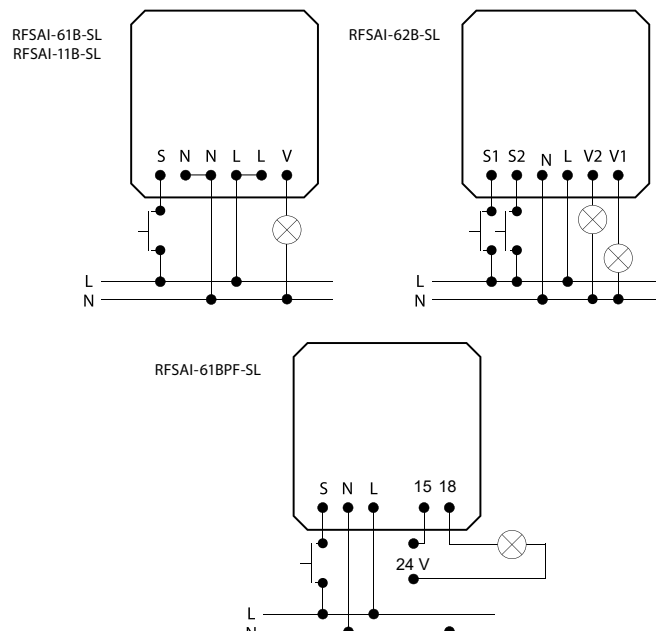 RFSAI-61B-SL
RFSAI-11B-SL
S N N L L V
L
N
RFSAI-62B-SL
S1 S2 N L V2 V1
L
N
RFSAI-61BPF-SL
S N L 15 18
24 V
L
N